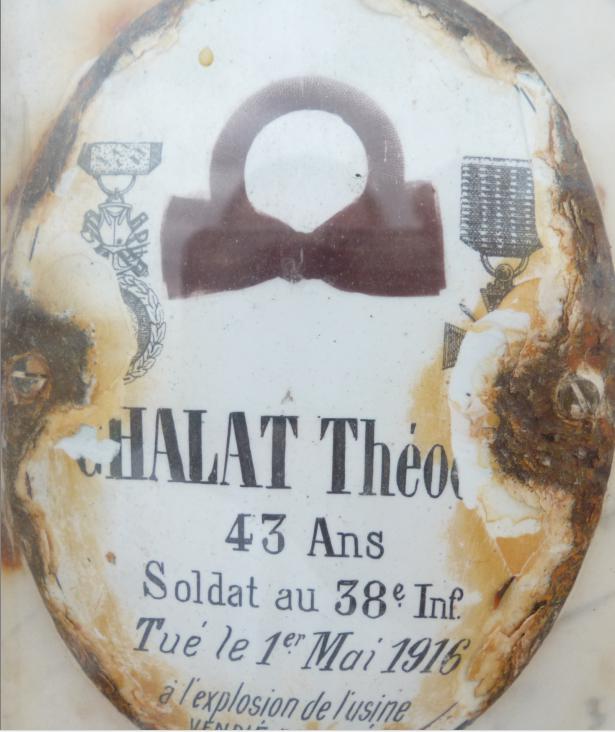 CHALAT Théo
43 Ans
Soldat au 38e Inf.
Tué le 1er Mai 1916
à l'explosion de l'usine